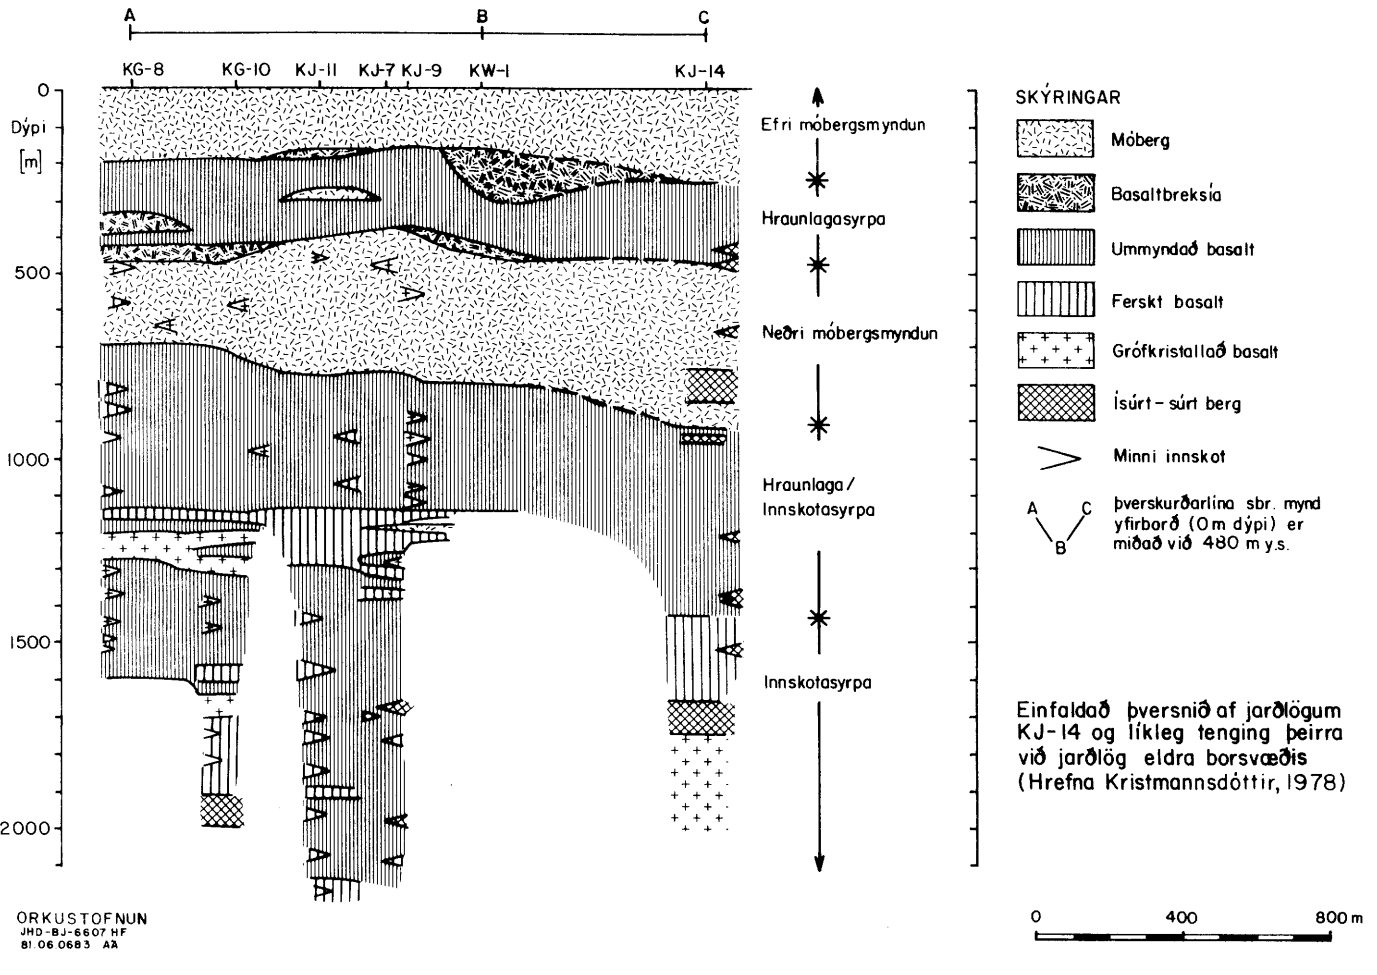 A B C
KG-8 KG-10 KJ-11 KJ-7 KJ-9 KW-1 KJ-14
0
Dýpi
[m]
500
1000
1500
2000
Efri móbergsmyndun
Hraunlagasyrpa
Neðri móbergsmyndun
Hraunlaga/
Innskotasyrpa
Innskotasyrpa
SKÝRINGAR
Móberg
Basaltbreksía
Ummyndað basalt
Ferskt basalt
Grófkristallað basalt
Ísúrt-súrt berg
Minni innskot
A C
B
þverskurðarlína sbr. mynd
yfirborð (0 m dýpi) er
miðað við 480 m y.s.
Einfaldað þversnið af jarðlögum
KJ-14 og líkleg tenging þeirra
við jarðlög eldra borsvæðis
(Hrefna Kristmannsdóttir, 1978)
0 400 800 m
ORKUSTOFNUN
JHD-BJ-6607 HF
81.06.0683 AA